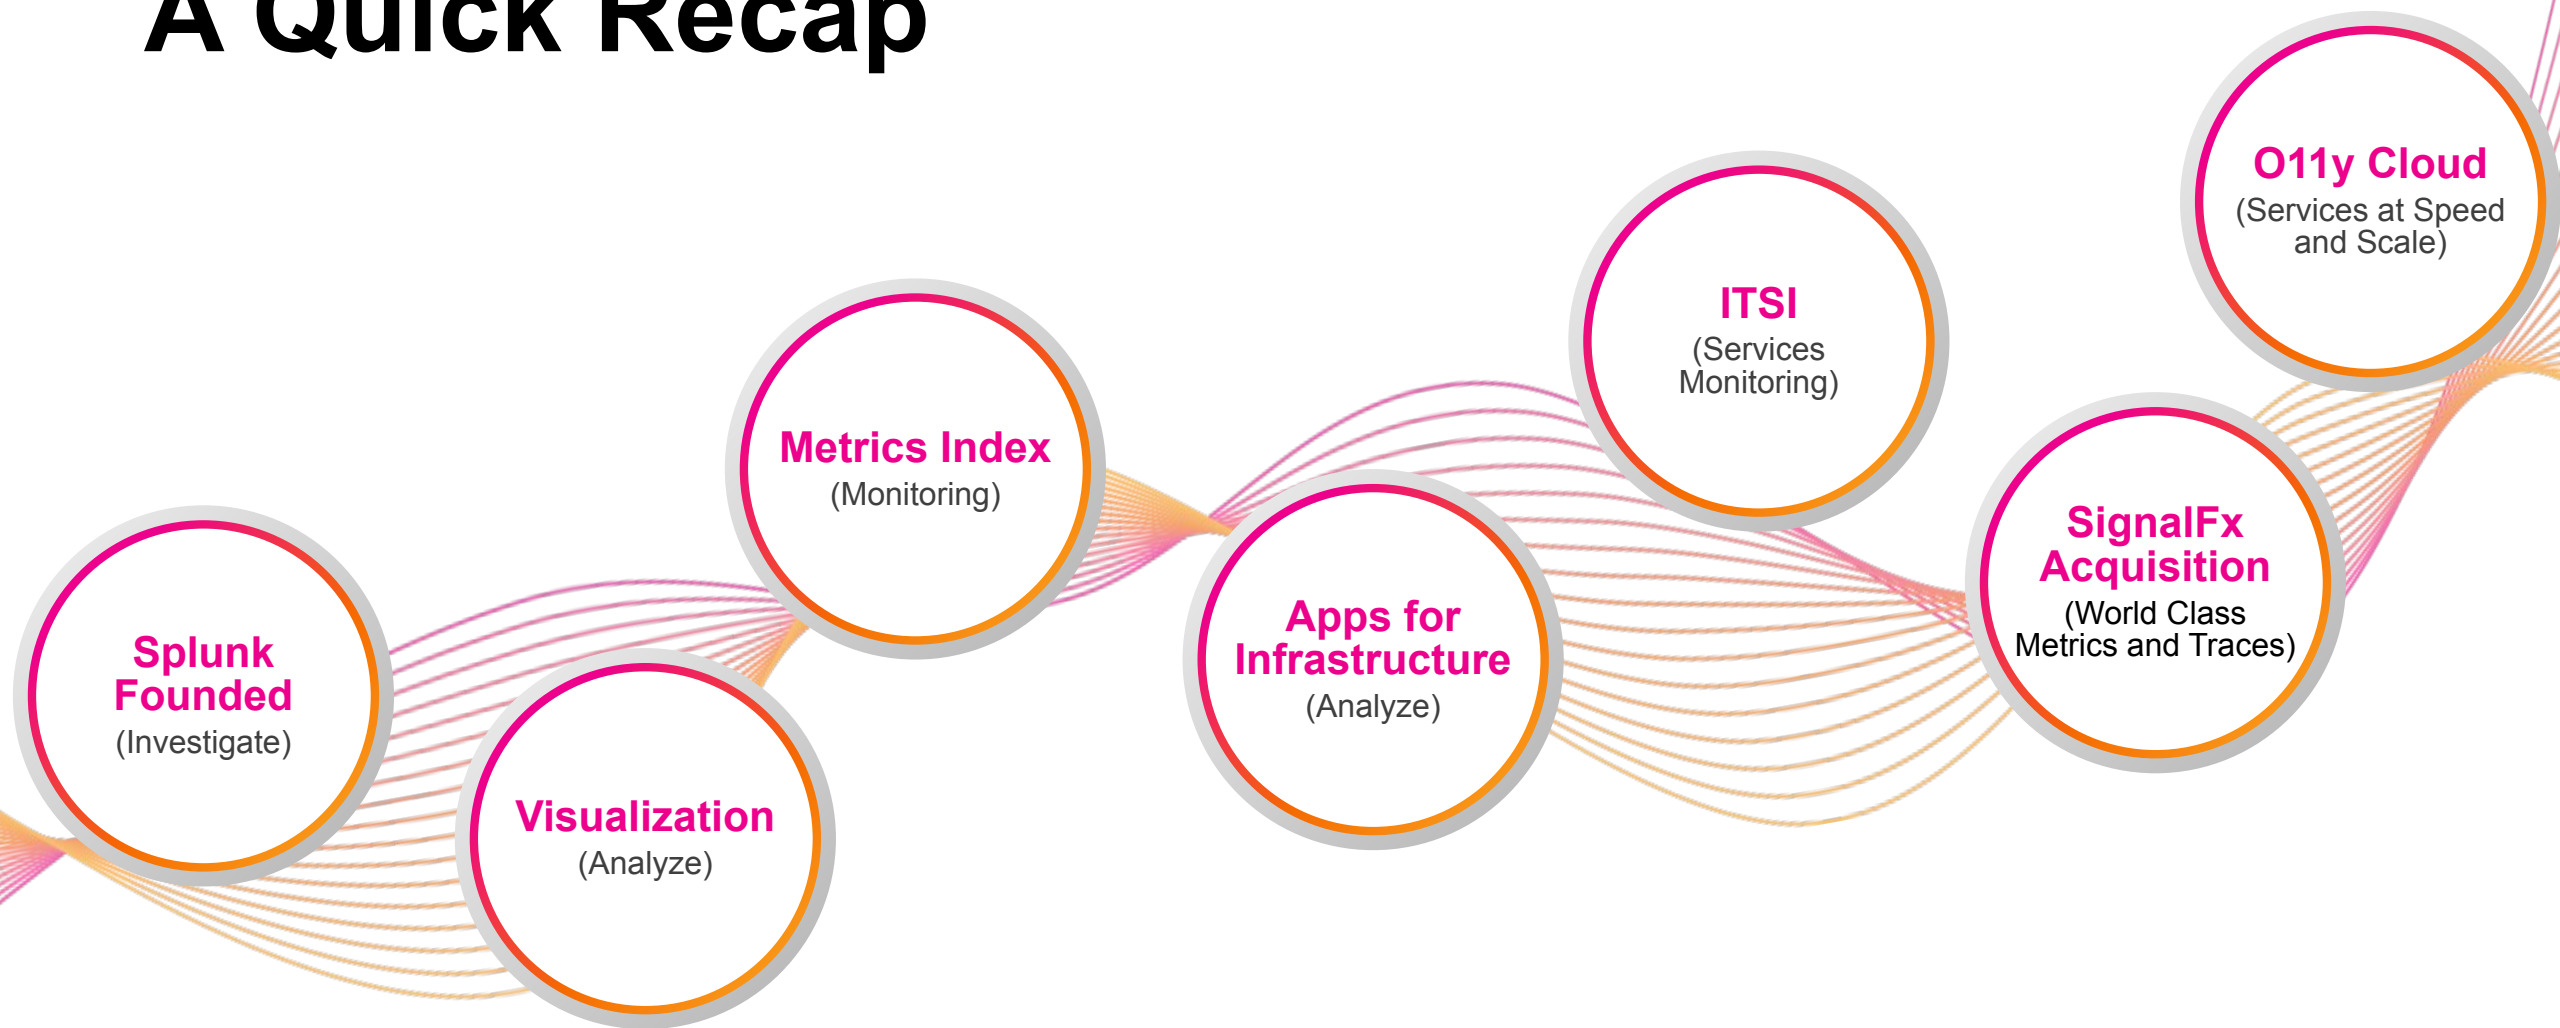 A Quick Recap
Splunk
Founded
(Investigate)
Visualization
(Analyze)
Metrics Index
(Monitoring)
Apps for
Infrastructure
(Analyze)
ITSI
(Services
Monitoring)
SignalFx
Acquisition
(World Class
Metrics and Traces)
O11y Cloud
(Services at Speed
and Scale)